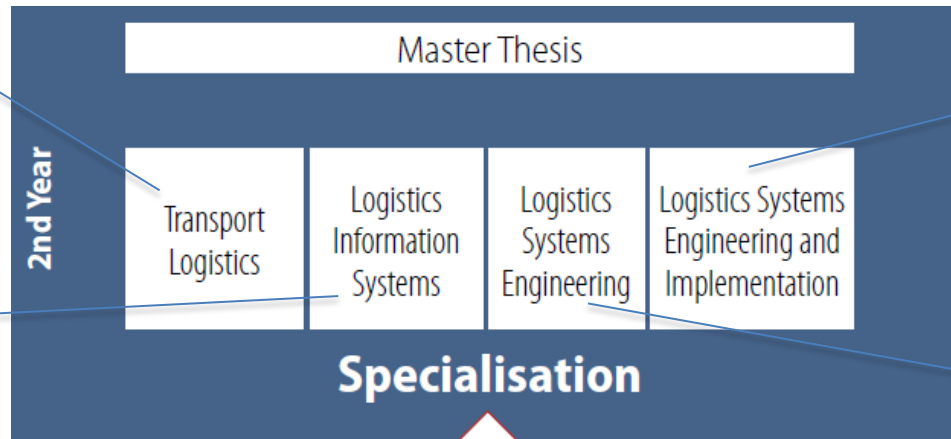 Master Thesis
2nd Year
Transport
Logistics
Logistics
Information
Systems
Logistics
Systems
Engineering
Logistics Systems
Engineering and
Implementation
Specialisation